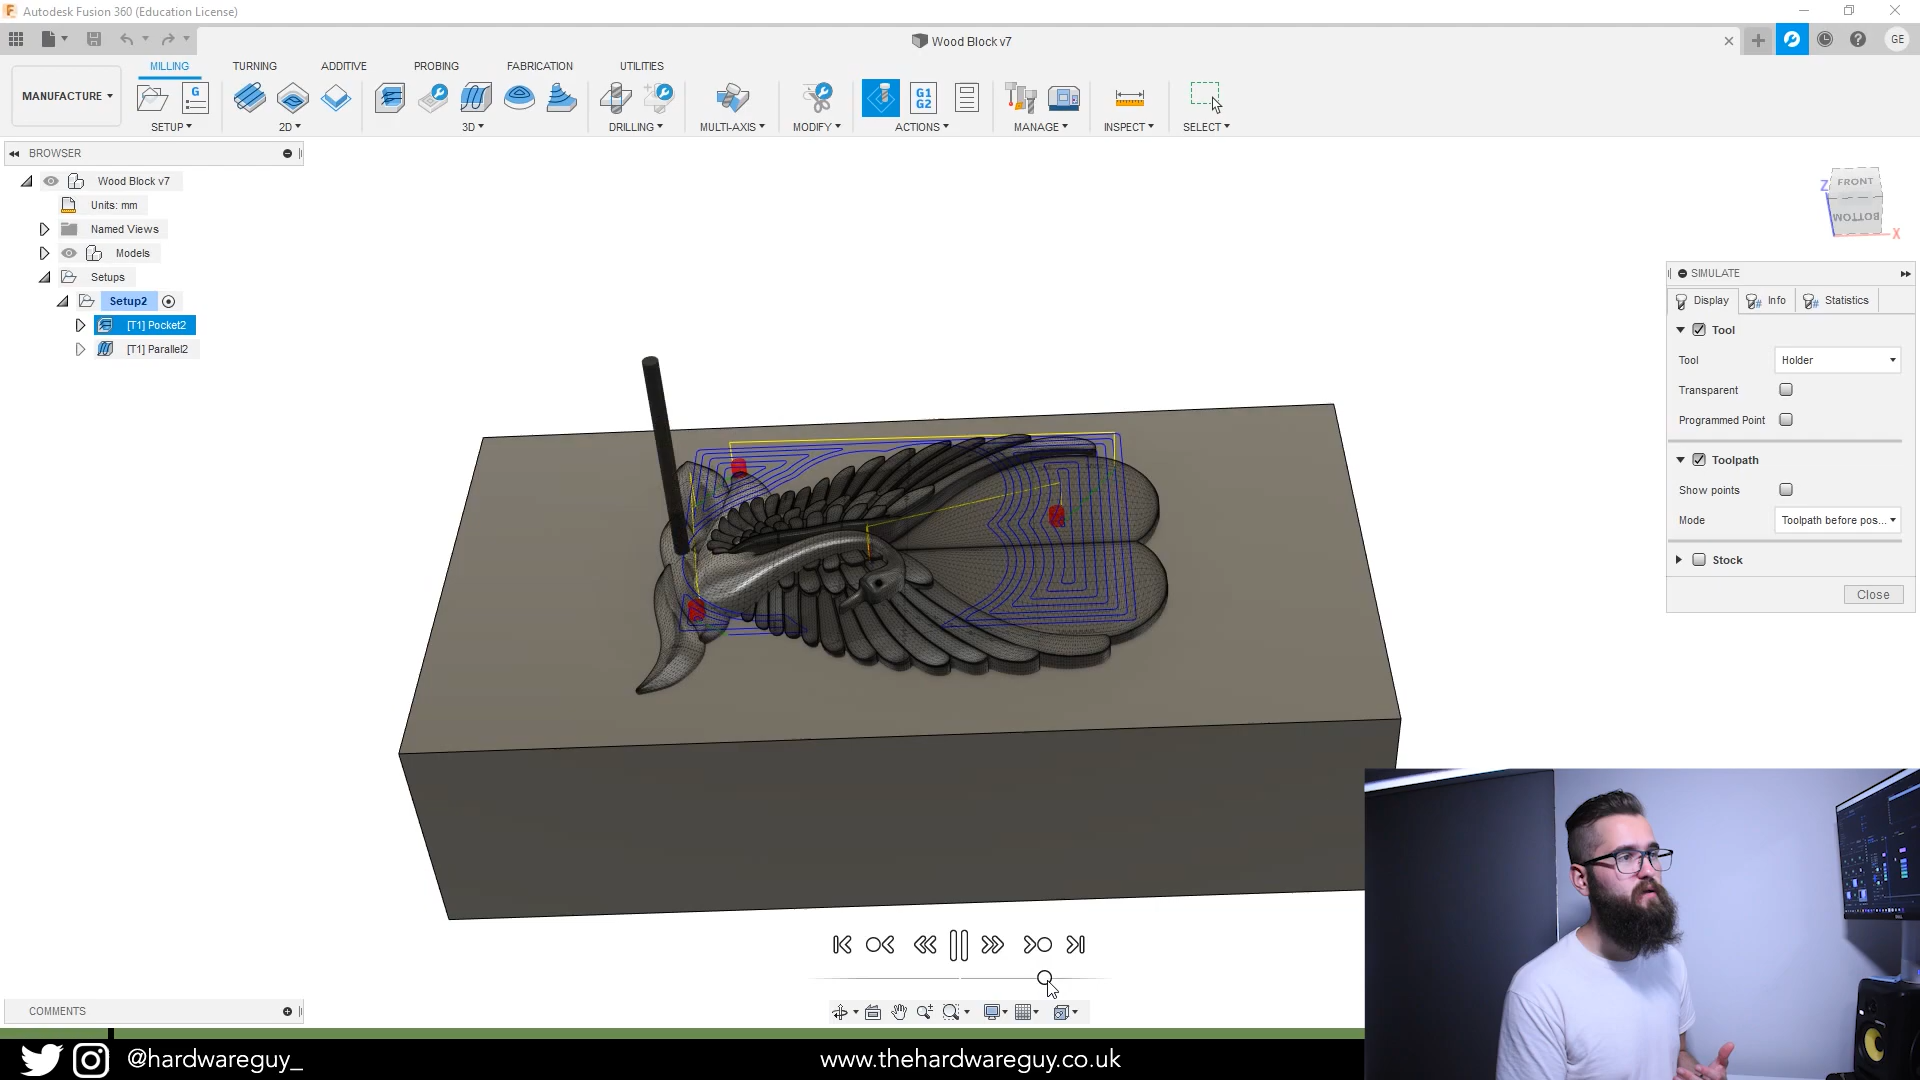 Autodesk Fusion 360 (Education License)
Wood Block v7
GE
MANUFACTURE
MILLING TURNING ADDITIVE PROBING FABRICATION UTILITIES
G
G1
G2
SETUP 2D 3D DRILLING MULTI-AXIS MODIFY ACTIONS MANAGE INSPECT SELECT
BROWSER
Wood Block v7
Units: mm
Named Views
Models
Setups
Setup2
[T1] Pocket2
[T1] Parallel2
Z
FRONT
BOTTOM
X
SIMULATE
Display Info Statistics
Tool
Tool Holder
Transparent
Programmed Point
Toolpath
Show points
Mode Toolpath before pos...
Stock
Close
COMMENTS
@hardwareguy_
www.thehardwareguy.co.uk